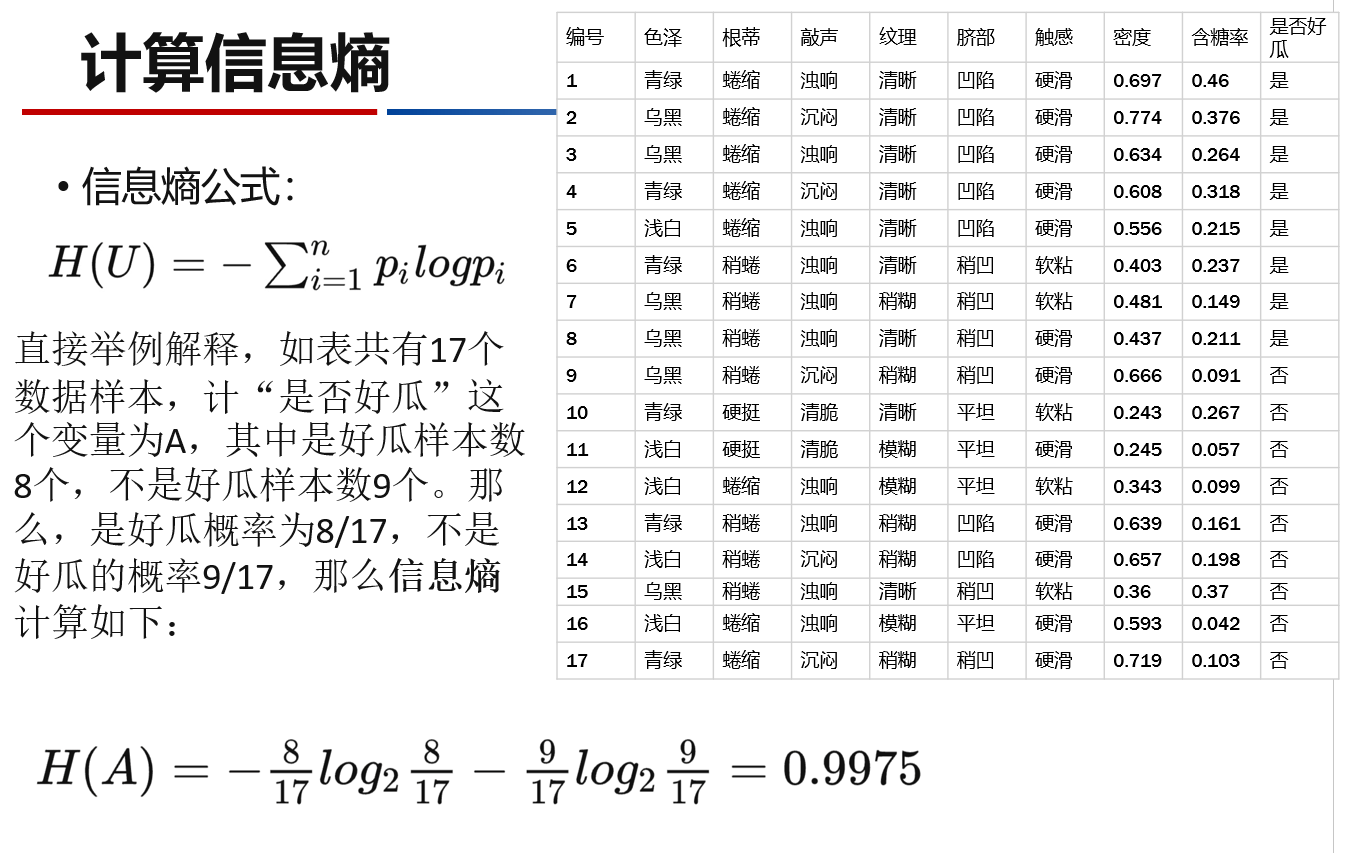 计算信息熵
• 信息熵公式：
H(U) = − ∑ⁿᵢ₌₁ pᵢlogpᵢ
直接举例解释，如表共有17个
数据样本，计“是否好瓜”这
个变量为A，其中是好瓜样本数
8个，不是好瓜样本数9个。那
么，是好瓜概率为8/17，不是
好瓜的概率9/17，那么信息熵
计算如下：
编号 色泽 根蒂 敲声 纹理 脐部 触感 密度 含糖率 是否好
瓜
1 青绿 蜷缩 浊响 清晰 凹陷 硬滑 0.697 0.46 是
2 乌黑 蜷缩 沉闷 清晰 凹陷 硬滑 0.774 0.376 是
3 乌黑 蜷缩 浊响 清晰 凹陷 硬滑 0.634 0.264 是
4 青绿 蜷缩 沉闷 清晰 凹陷 硬滑 0.608 0.318 是
5 浅白 蜷缩 浊响 清晰 凹陷 硬滑 0.556 0.215 是
6 青绿 稍蜷 浊响 清晰 稍凹 软粘 0.403 0.237 是
7 乌黑 稍蜷 浊响 稍糊 稍凹 软粘 0.481 0.149 是
8 乌黑 稍蜷 浊响 清晰 稍凹 硬滑 0.437 0.211 是
9 乌黑 稍蜷 沉闷 稍糊 稍凹 硬滑 0.666 0.091 否
10 青绿 硬挺 清脆 清晰 平坦 软粘 0.243 0.267 否
11 浅白 硬挺 清脆 模糊 平坦 硬滑 0.245 0.057 否
12 浅白 蜷缩 浊响 模糊 平坦 软粘 0.343 0.099 否
13 青绿 稍蜷 浊响 稍糊 凹陷 硬滑 0.639 0.161 否
14 浅白 稍蜷 沉闷 稍糊 凹陷 硬滑 0.657 0.198 否
15 乌黑 稍蜷 浊响 清晰 稍凹 软粘 0.36 0.37 否
16 浅白 蜷缩 浊响 模糊 平坦 硬滑 0.593 0.042 否
17 青绿 蜷缩 沉闷 稍糊 稍凹 硬滑 0.719 0.103 否
H(A) = −8/17 log₂ 8/17 − 9/17 log₂ 9/17 = 0.9975